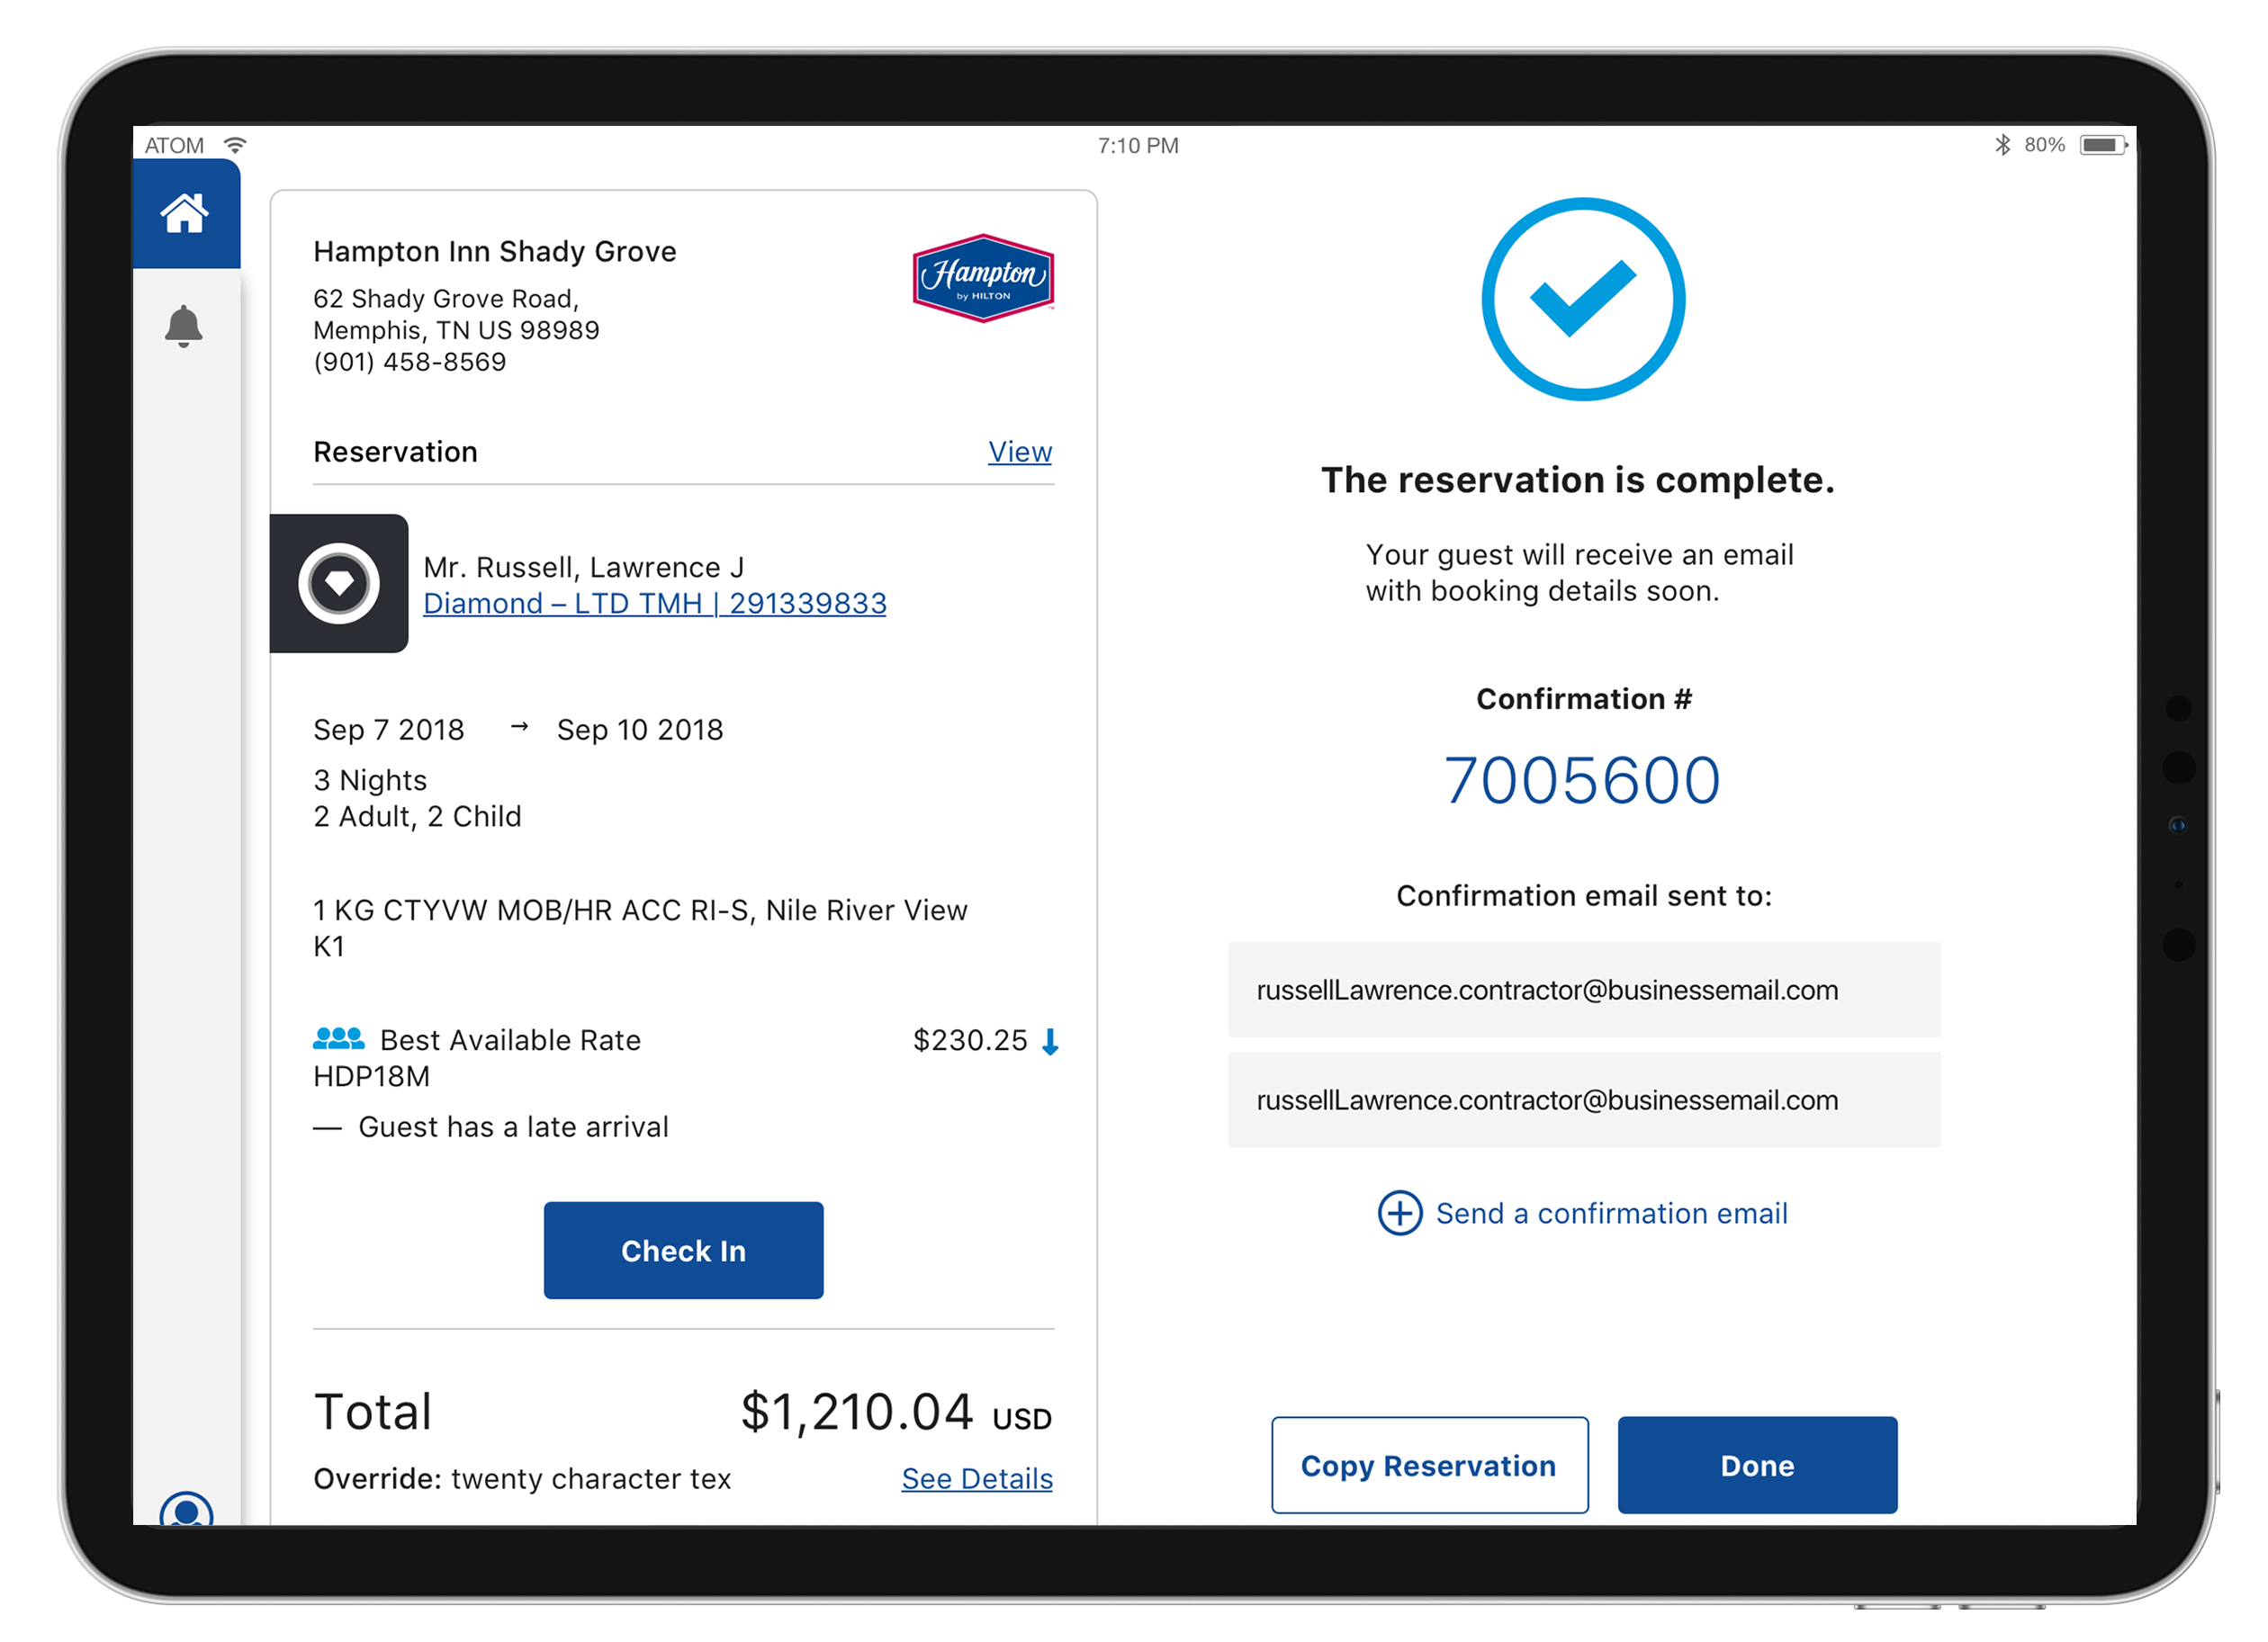 ATOM
7:10 PM
80%
Hampton Inn Shady Grove
62 Shady Grove Road,
Memphis, TN US 98989
(901) 458-8569
Hampton
by HILTON
™
Reservation
View
Mr. Russell, Lawrence J
Diamond – LTD TMH | 291339833
Sep 7 2018 → Sep 10 2018
3 Nights
2 Adult, 2 Child
1 KG CTYVW MOB/HR ACC RI-S, Nile River View
K1
Best Available Rate $230.25
HDP18M
— Guest has a late arrival
Check In
Total $1,210.04 USD
Override: twenty character tex See Details
The reservation is complete.
Your guest will receive an email
with booking details soon.
Confirmation #
7005600
Confirmation email sent to:
russellLawrence.contractor@businessemail.com
russellLawrence.contractor@businessemail.com
Send a confirmation email
Copy Reservation
Done